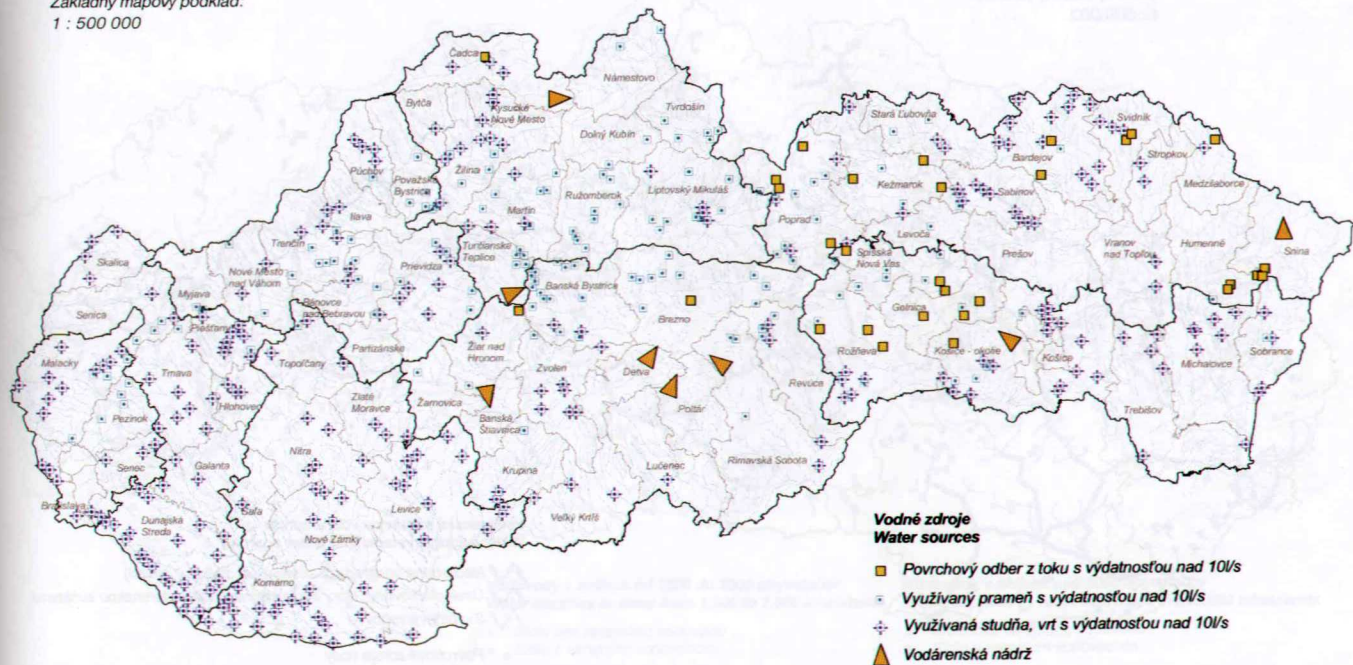 Základný mapový podklad:
1 : 500 000
Čadca
Námestovo
Bytča
Kysucké
Nové Mesto
Tvrdošín
Dolný Kubín
Stará Ľubovňa
Svidník
Bardejov
Stropkov
Púchov
Považská
Bystrica
Žilina
Ružomberok
Liptovský Mikuláš
Kežmarok
Sabinov
Medzilaborce
Ilava
Martin
Poprad
Levoča
Trenčín
Turčianske
Teplice
Prievidza
Skalica
Nové Mesto
nad Váhom
Myjava
Bánovce
nad Bebravou
Banská Bystrica
Spišská
Nová Ves
Prešov
Vranov
nad Topľou
Humenné
Snina
Senica
Piešťany
Brezno
Gelnica
Malacky
Trnava
Topoľčany
Partizánske
Žiar nad
Hronom
Zvolen
Detva
Rožňava
Košice - okolie
Košice
Michalovce
Sobrance
Pezinok
Hlohovec
Zlaté
Moravce
Žarnovica
Banská
Štiavnica
Poltár
Revúca
Trebišov
Senec
Galanta
Nitra
Krupina
Lučenec
Rimavská Sobota
Bratislava
Dunajská
Streda
Šaľa
Levice
Nové Zámky
Veľký Krtíš
Komárno
Vodné zdroje
Water sources
Povrchový odber z toku s výdatnosťou nad 10l/s
Využívaný prameň s výdatnosťou nad 10l/s
Využívaná studňa, vrt s výdatnosťou nad 10l/s
Vodárenská nádrž